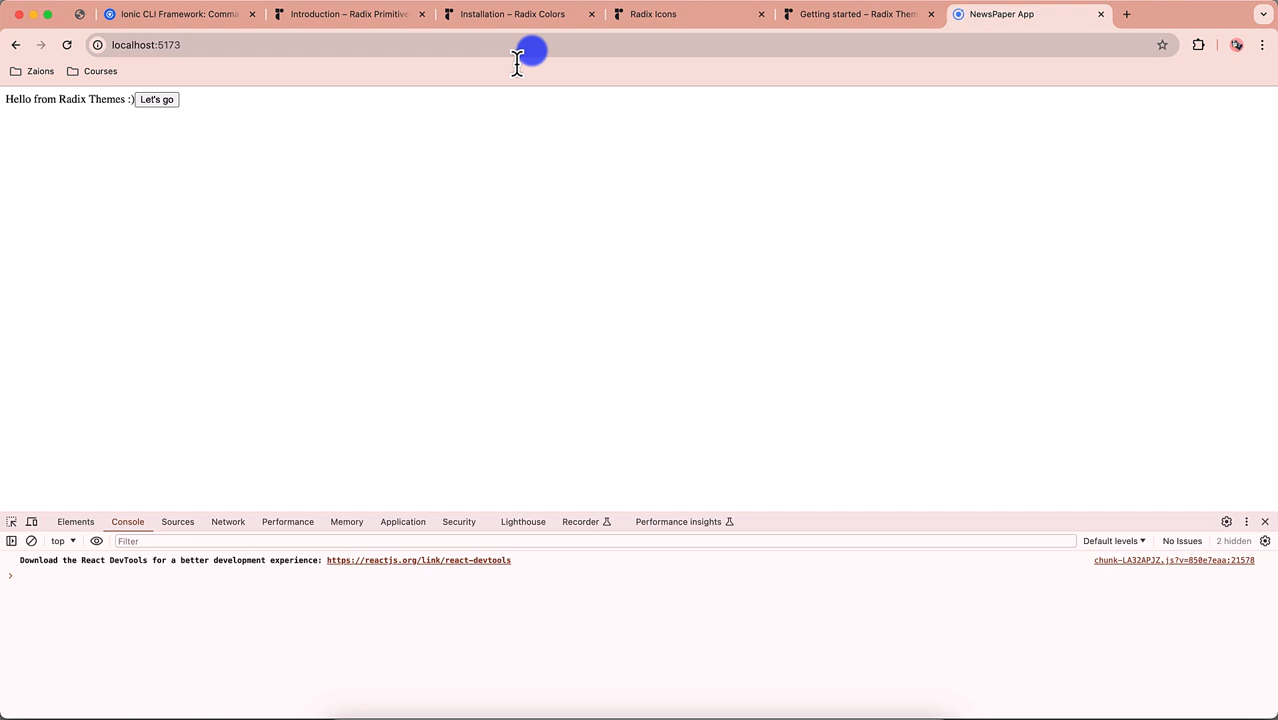 Ionic CLI Framework: Comma
Introduction – Radix Primitive
Installation – Radix Colors
Radix Icons
Getting started – Radix Them
NewsPaper App
localhost:5173
Zaions
Courses
Hello from Radix Themes :) Let's go
Elements Console Sources Network Performance Memory Application Security Lighthouse Recorder Performance insights
top Filter Default levels No Issues 2 hidden
Download the React DevTools for a better development experience: https://reactjs.org/link/react-devtools chunk-LA32APJZ.js?v=850e7eaa:21578